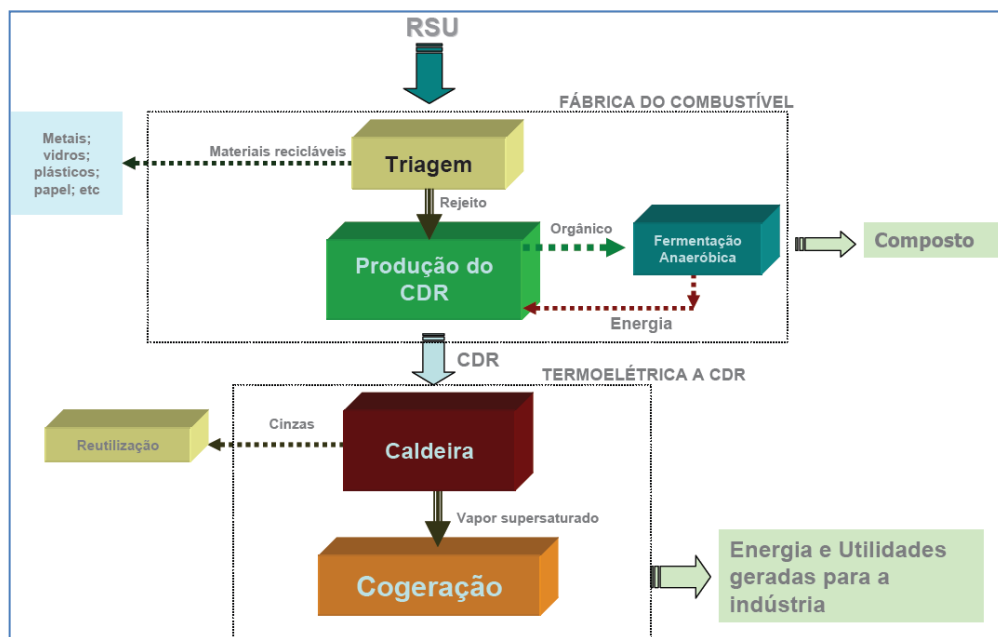 RSU
FÁBRICA DO COMBUSTÍVEL
Metais;
vidros;
plásticos;
papel; etc
Materiais recicláveis
Triagem
Rejeito
Produção do
CDR
Orgânico
Fermentação
Anaeróbica
Energia
Composto
CDR
TERMOELÉTRICA A CDR
Cinzas
Reutilização
Caldeira
Vapor supersaturado
Cogeração
Energia e Utilidades
geradas para a
indústria